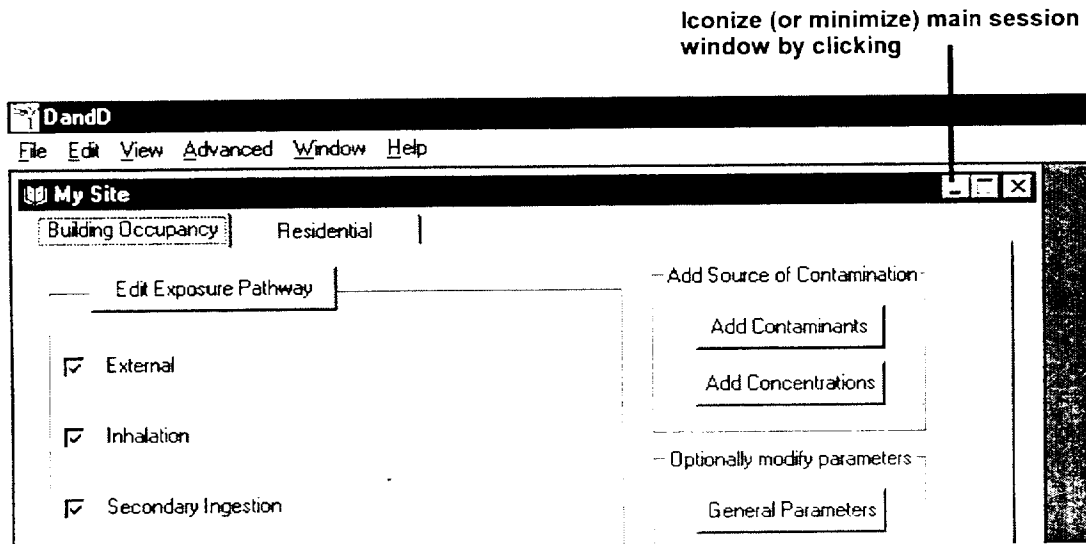 Iconize (or minimize) main session
window by clicking
DandD
File Edit View Advanced Window Help
My Site
Building Occupancy Residential
Edit Exposure Pathway
Add Source of Contamination
Add Contaminants
External
Add Concentrations
Inhalation
Optionally modify parameters
Secondary Ingestion
General Parameters